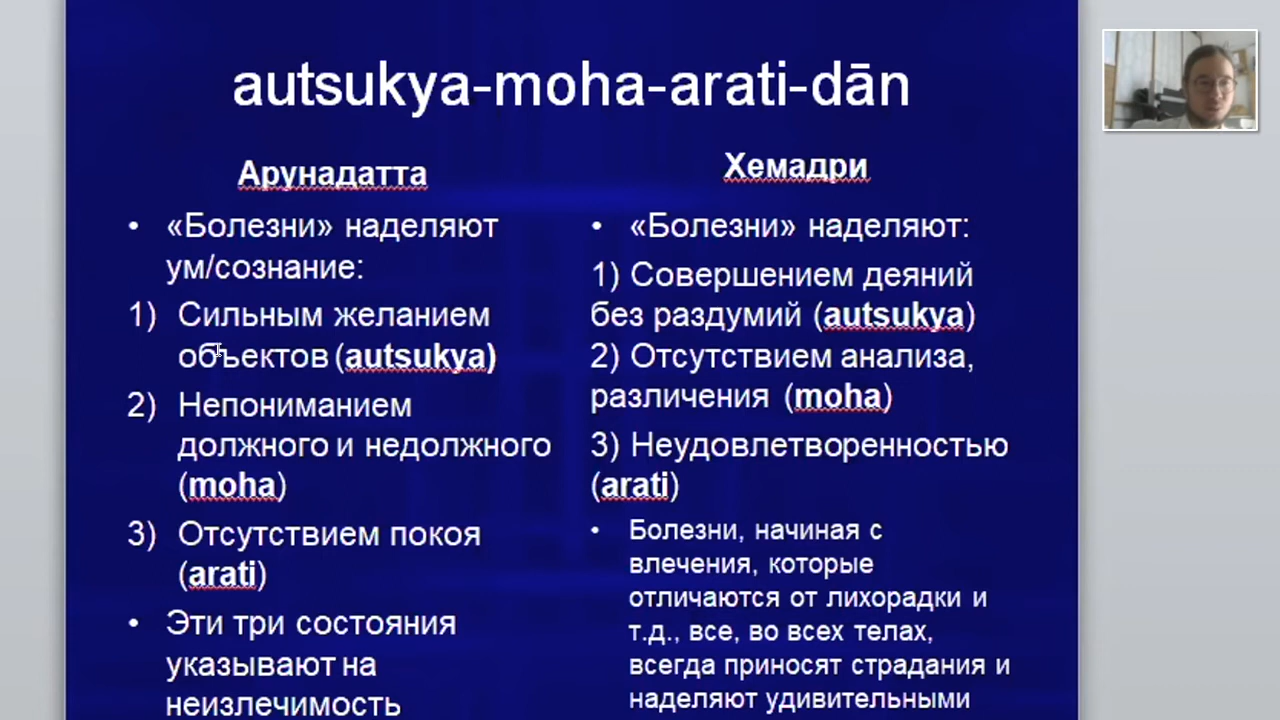 autsukya-moha-arati-dān
Арунадатта
• «Болезни» наделяют
ум/сознание:
1) Сильным желанием
объектов (autsukya)
2) Непониманием
должного и недолжного
(moha)
3) Отсутствием покоя
(arati)
• Эти три состояния
указывают на
неизлечимость
Хемадри
• «Болезни» наделяют:
1) Совершением деяний
без раздумий (autsukya)
2) Отсутствием анализа,
различения (moha)
3) Неудовлетворенностью
(arati)
• Болезни, начиная с
влечения, которые
отличаются от лихорадки и
т.д., все, во всех телах,
всегда приносят страдания и
наделяют удивительными